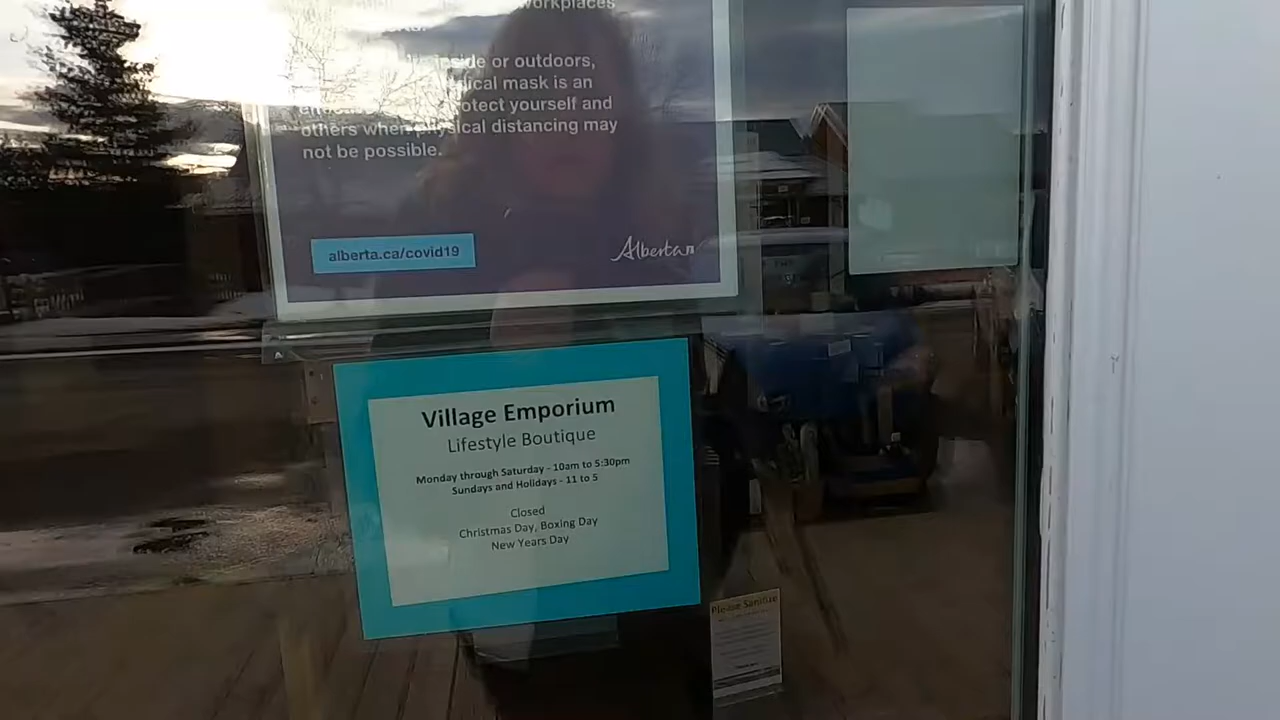 workplaces
inside or outdoors,
mask is an
protect yourself and
others when physical distancing may
not be possible.
alberta.ca/covid19
Alberta
Village Emporium
Lifestyle Boutique
Monday through Saturday - 10am to 5:30pm
Sundays and Holidays - 11 to 5
Closed
Christmas Day, Boxing Day
New Years Day
Please Sanitize